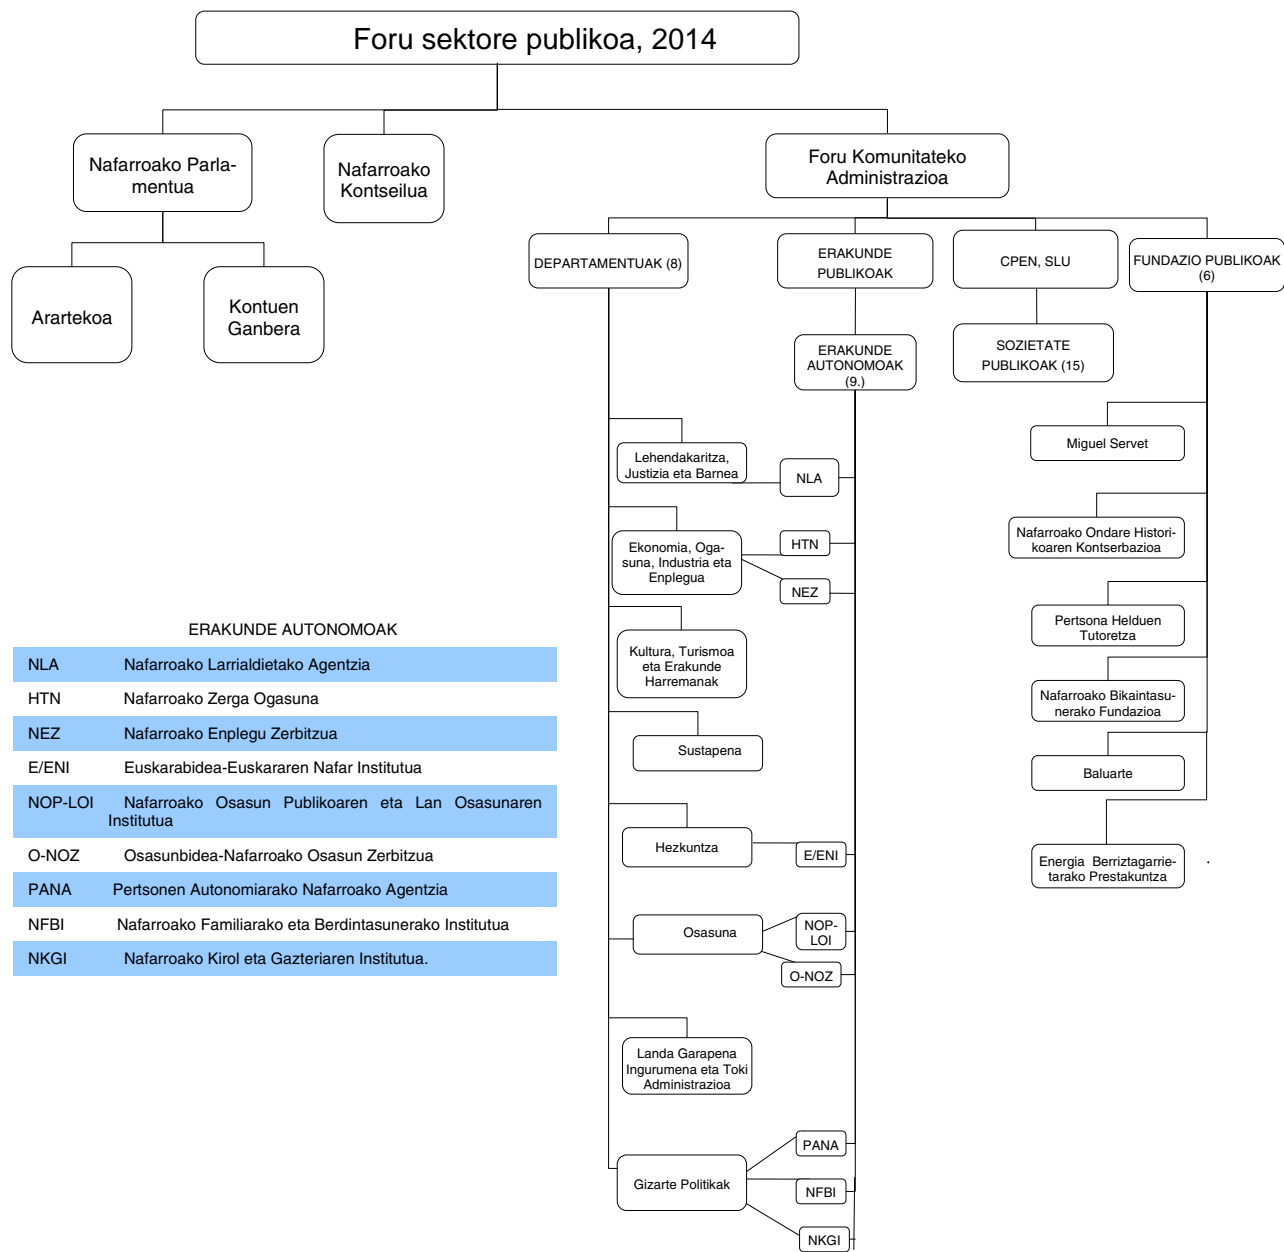 Foru sektore publikoa, 2014
Nafarroako Parla-
mentua
Nafarroako
Kontseilua
Foru Komunitateko
Administrazioa
Arartekoa
Kontuen
Ganbera
DEPARTAMENTUAK (8)
ERAKUNDE
PUBLIKOAK
CPEN, SLU
FUNDAZIO PUBLIKOAK
(6)
ERAKUNDE
AUTONOMOAK
(9.)
SOZIETATE
PUBLIKOAK (15)
Lehendakaritza,
Justizia eta Barnea
NLA
Ekonomia, Oga-
suna, Industria eta
Enplegua
HTN
NEZ
Kultura, Turismoa
eta Erakunde
Harremanak
Sustapena
Hezkuntza
E/ENI
Osasuna
NOP-
LOI
O-NOZ
Landa Garapena
Ingurumena eta Toki
Administrazioa
Gizarte Politikak
PANA
NFBI
NKGI
Miguel Servet
Nafarroako Ondare Histori-
koaren Kontserbazioa
Pertsona Helduen
Tutoretza
Nafarroako Bikaintasu-
nerako Fundazioa
Baluarte
Energia Berriztagarrie-
tarako Prestakuntza
.
ERAKUNDE AUTONOMOAK
NLA Nafarroako Larrialdietako Agentzia
HTN Nafarroako Zerga Ogasuna
NEZ Nafarroako Enplegu Zerbitzua
E/ENI Euskarabidea-Euskararen Nafar Institutua
NOP-LOI Nafarroako Osasun Publikoaren eta Lan Osasunaren
Institutua
O-NOZ Osasunbidea-Nafarroako Osasun Zerbitzua
PANA Pertsonen Autonomiarako Nafarroako Agentzia
NFBI Nafarroako Familiarako eta Berdintasunerako Institutua
NKGI Nafarroako Kirol eta Gazteriaren Institutua.